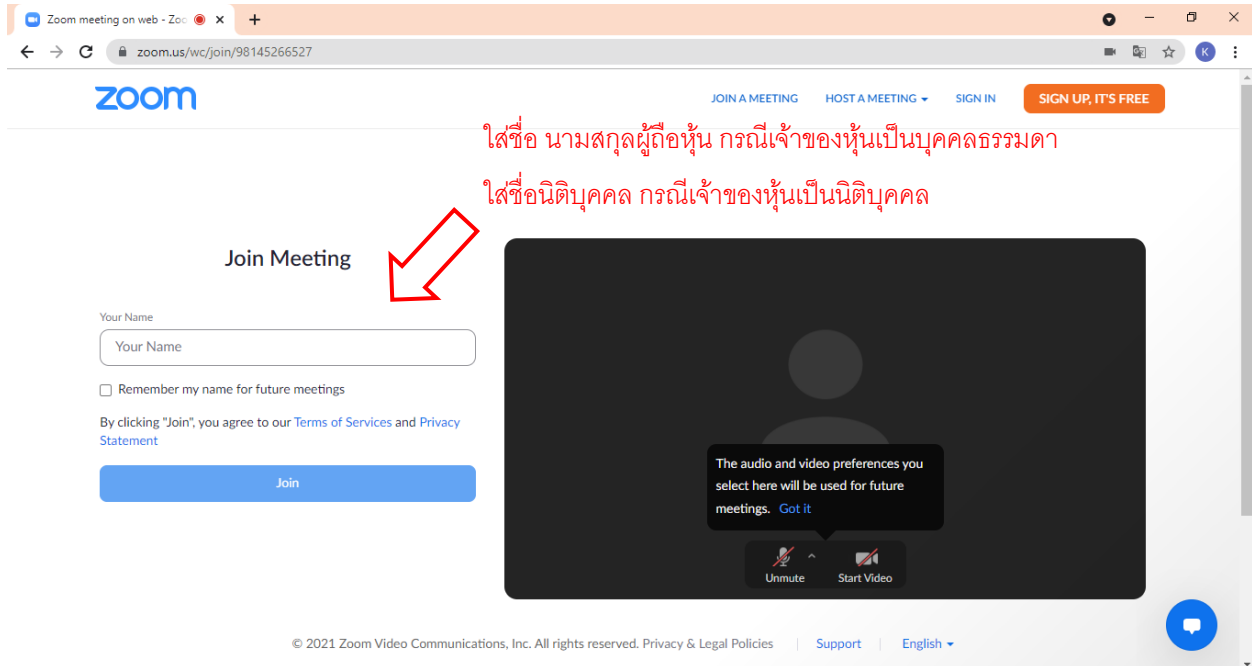 Zoom meeting on web - Zoo
zoom.us/wc/join/98145266527
K
zoom
JOIN A MEETING
HOST A MEETING
SIGN IN
SIGN UP, IT'S FREE
ใส่ชื่อ นามสกุลผู้ถือหุ้น กรณีเจ้าของหุ้นเป็นบุคคลธรรมดา
ใส่ชื่อนิติบุคคล กรณีเจ้าของหุ้นเป็นนิติบุคคล
Join Meeting
Your Name
Your Name
Remember my name for future meetings
By clicking "Join", you agree to our Terms of Services and Privacy
Statement
Join
The audio and video preferences you
select here will be used for future
meetings. Got it
Unmute
Start Video
© 2021 Zoom Video Communications, Inc. All rights reserved. Privacy & Legal Policies
Support
English